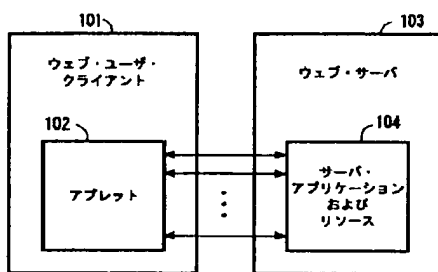 101
103
ウェブ・ユーザ・
クライアント
ウェブ・サーバ
102
104
アプレット
サーバ・
アプリケーション
および
リソース